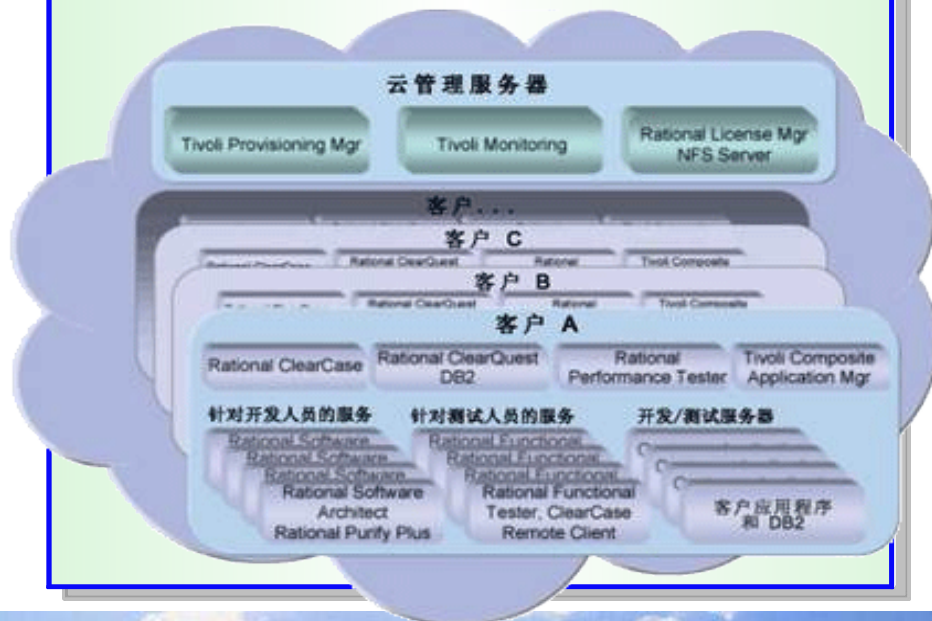 云管理服务器
Tivoli Provisioning Mgr
Tivoli Monitoring
Rational License Mgr
NFS Server
客户...
客户 C
Rational ClearCase
Rational ClearQuest
Rational
Tivoli Composite
客户 B
Rational ClearQuest
Rational
Tivoli Composite
客户 A
Rational ClearCase
Rational ClearQuest
DB2
Rational
Performance Tester
Tivoli Composite
Application Mgr
针对开发人员的服务
针对测试人员的服务
开发/测试服务器
Rational Software
Rational Software
Rational Software
Rational Software
Architect
Rational Purify Plus
Rational Functional
Rational Functional
Rational Functional
Rational Functional
Tester, ClearCase
Remote Client
客户应用程序
和 DB2